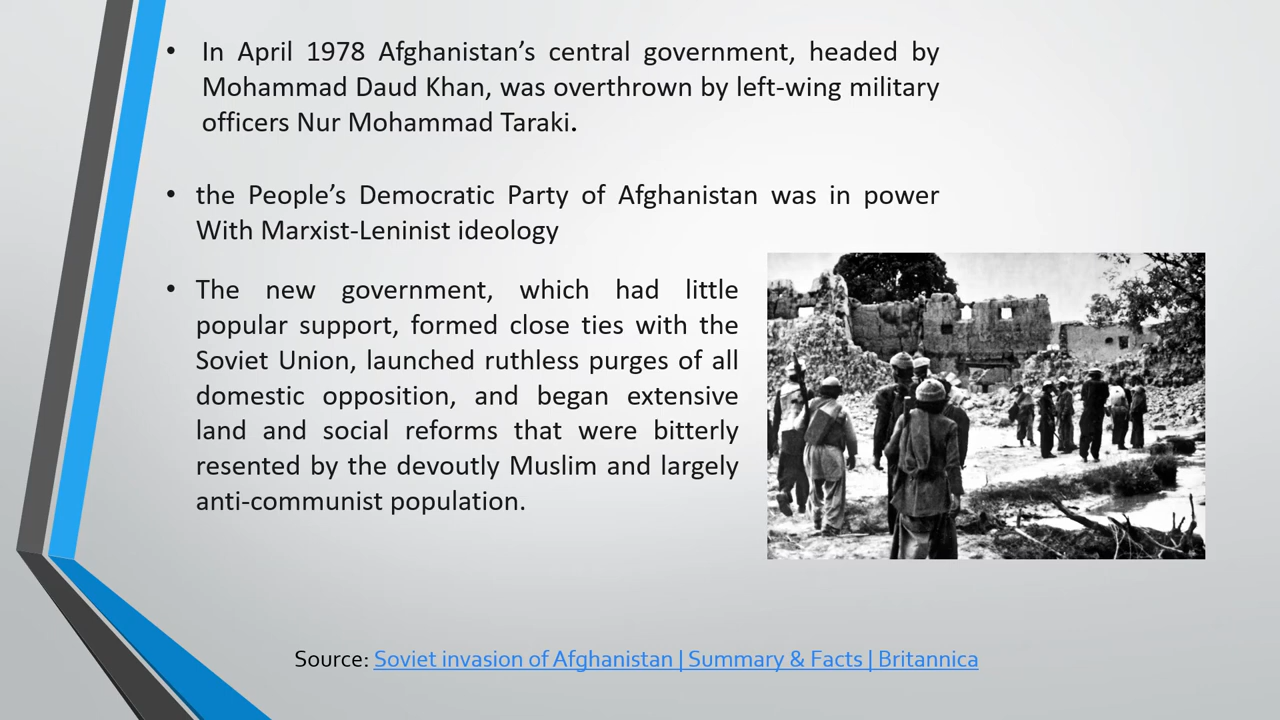 • In April 1978 Afghanistan’s central government, headed by
Mohammad Daud Khan, was overthrown by left-wing military
officers Nur Mohammad Taraki.
• the People’s Democratic Party of Afghanistan was in power
With Marxist-Leninist ideology
• The new government, which had little
popular support, formed close ties with the
Soviet Union, launched ruthless purges of all
domestic opposition, and began extensive
land and social reforms that were bitterly
resented by the devoutly Muslim and largely
anti-communist population.
Source: Soviet invasion of Afghanistan | Summary & Facts | Britannica